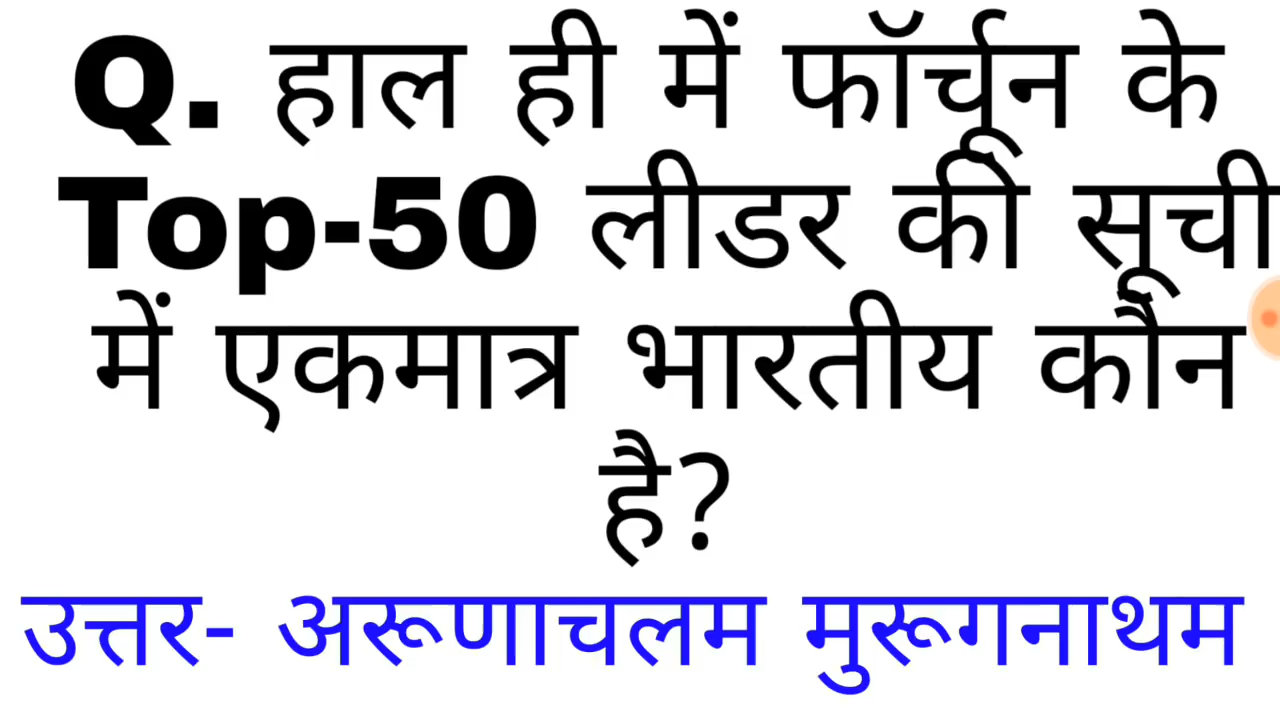 Q. हाल ही में फॉर्चून के
Top-50 लीडर की सूची
में एकमात्र भारतीय कौन
है?
उत्तर- अरूणाचलम मुरूगनाथम